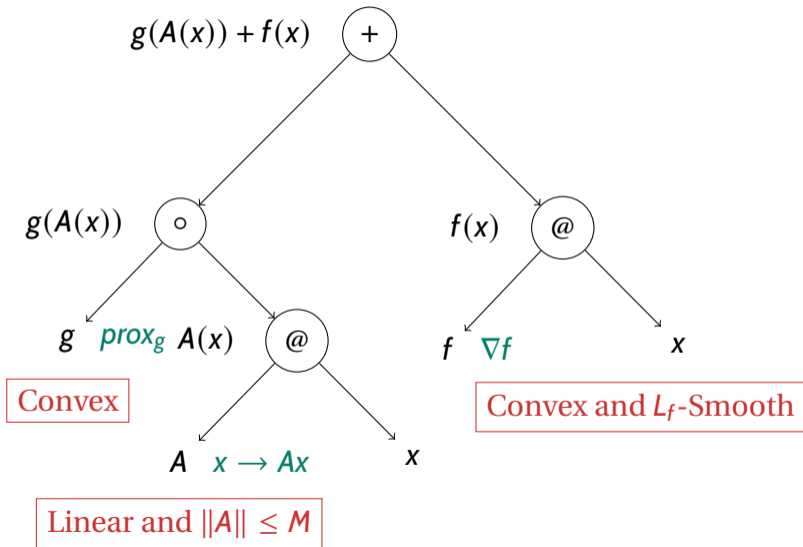 g(A(x)) + f(x) +
g(A(x)) ∘ f(x) @
g prox_g A(x) @ f ∇f x
Convex Convex and L_f-Smooth
A x → Ax x
Linear and ||A|| ≤ M